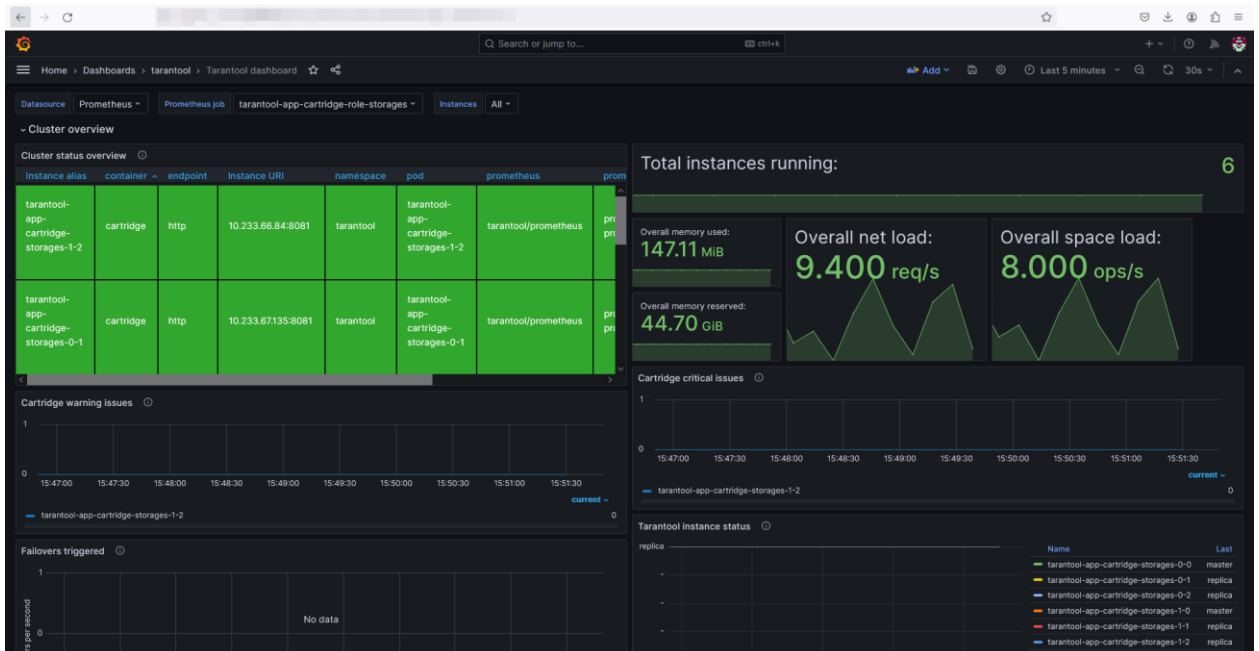 Search or jump to... ctrl+k
Home › Dashboards › tarantool › Tarantool dashboard Add Last 5 minutes 30s
Datasource Prometheus Prometheus job tarantool-app-cartridge-role-storages Instances All
Cluster overview
Cluster status overview
Instance alias container endpoint Instance URI namespace pod prometheus prom
tarantool-
app-
cartridge-
storages-1-2
cartridge http 10.233.66.84:8081 tarantool
tarantool-
app-
cartridge-
storages-1-2
tarantool/prometheus
tarantool-
app-
cartridge-
storages-0-1
cartridge http 10.233.67.135:8081 tarantool
tarantool-
app-
cartridge-
storages-0-1
tarantool/prometheus
Total instances running: 6
Overall memory used:
147.11 MiB
Overall memory reserved:
44.70 GiB
Overall net load:
9.400 req/s
Overall space load:
8.000 ops/s
Cartridge warning issues
1
0
15:47:00 15:47:30 15:48:00 15:48:30 15:49:00 15:49:30 15:50:00 15:50:30 15:51:00 15:51:30
current
tarantool-app-cartridge-storages-1-2 0
Cartridge critical issues
1
0
15:47:00 15:47:30 15:48:00 15:48:30 15:49:00 15:49:30 15:50:00 15:50:30 15:51:00 15:51:30
current
tarantool-app-cartridge-storages-1-2 0
Failovers triggered
1
0
No data
per second
Tarantool instance status
replica
-
-
-
Name Last
tarantool-app-cartridge-storages-0-0 master
tarantool-app-cartridge-storages-0-1 replica
tarantool-app-cartridge-storages-0-2 replica
tarantool-app-cartridge-storages-1-0 master
tarantool-app-cartridge-storages-1-1 replica
tarantool-app-cartridge-storages-1-2 replica